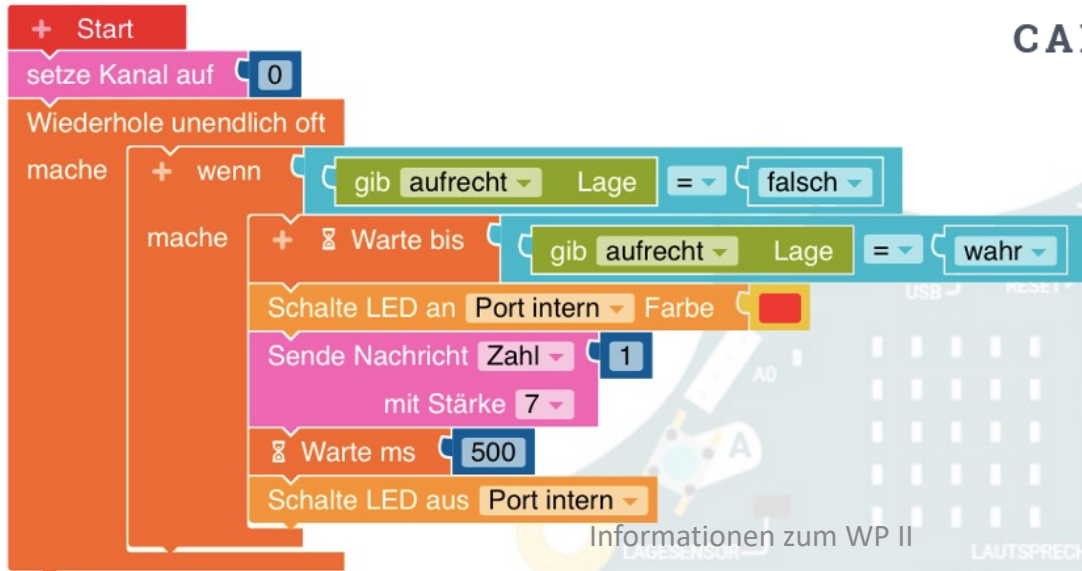 + Start
CAI
setze Kanal auf 0
Wiederhole unendlich oft
mache + wenn gib aufrecht Lage = falsch
mache + Warte bis gib aufrecht Lage = wahr
USB RESET
Schalte LED an Port intern Farbe
Sende Nachricht Zahl 1
mit Stärke 7
A0
Warte ms 500
A
Schalte LED aus Port intern
Informationen zum WP II
LAGESENSOR LAUTSPRECH